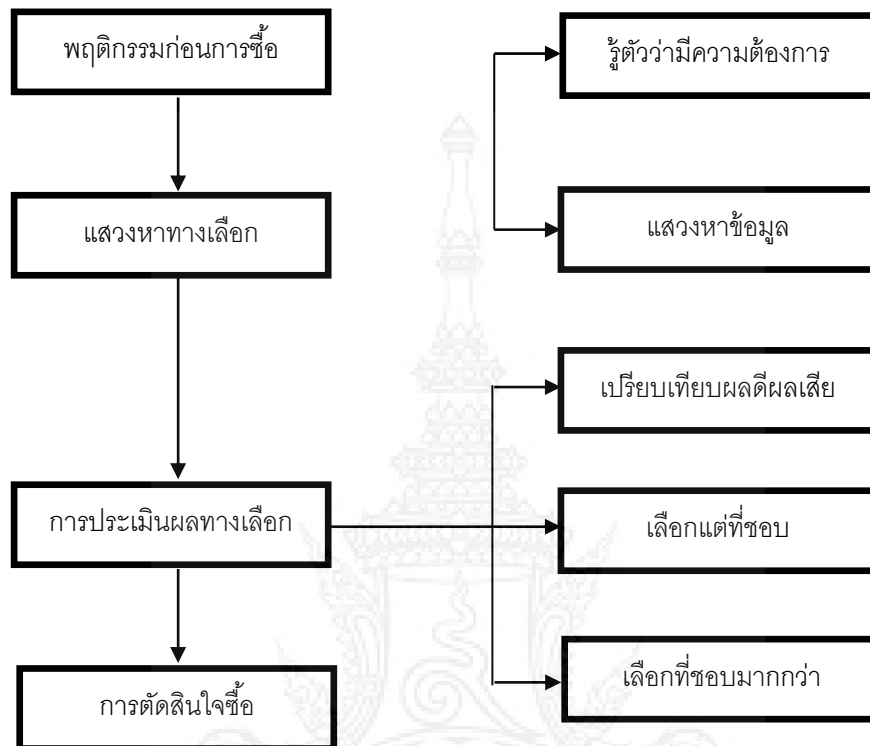 พฤติกรรมก่อนการซื้อ
รู้ตัวว่ามีความต้องการ
แสวงหาทางเลือก
แสวงหาข้อมูล
เปรียบเทียบผลดีผลเสีย
การประเมินผลทางเลือก
เลือกแต่ที่ชอบ
เลือกที่ชอบมากกว่า
การตัดสินใจซื้อ